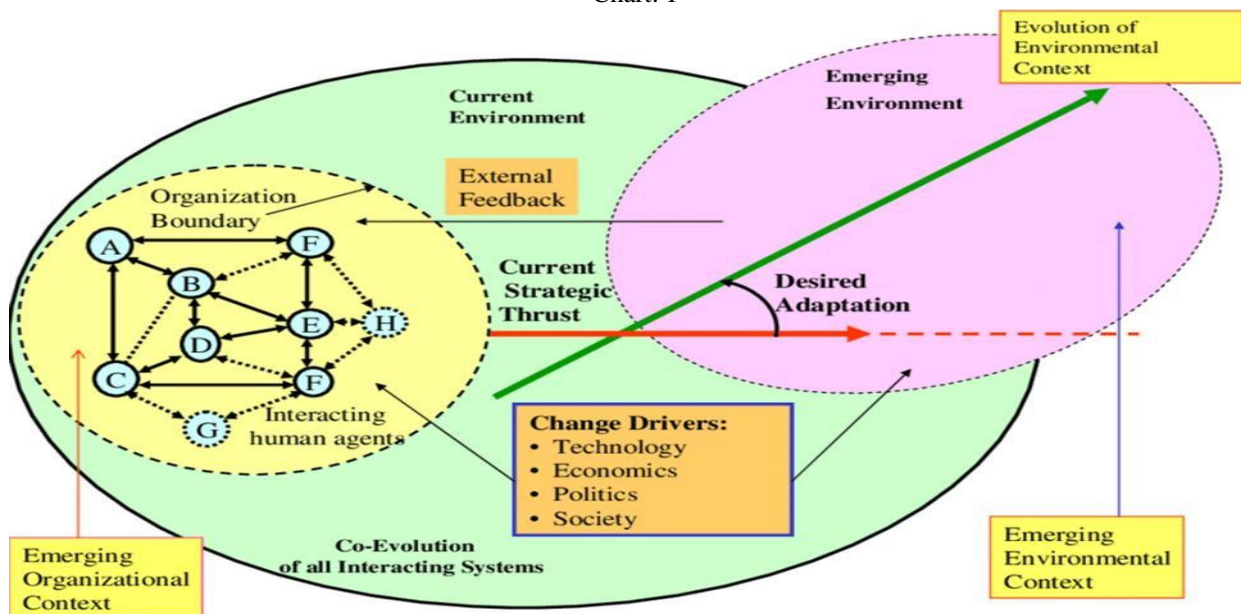 Chart: 1
Evolution of
Environmental
Context
Emerging
Environment
Current
Environment
External
Feedback
Organization
Boundary
A
F
B
E
H
D
C
F
G
Interacting
human agents
Current
Strategic
Thrust
Desired
Adaptation
Change Drivers:
• Technology
• Economics
• Politics
• Society
Co-Evolution
of all Interacting Systems
Emerging
Organizational
Context
Emerging
Environmental
Context